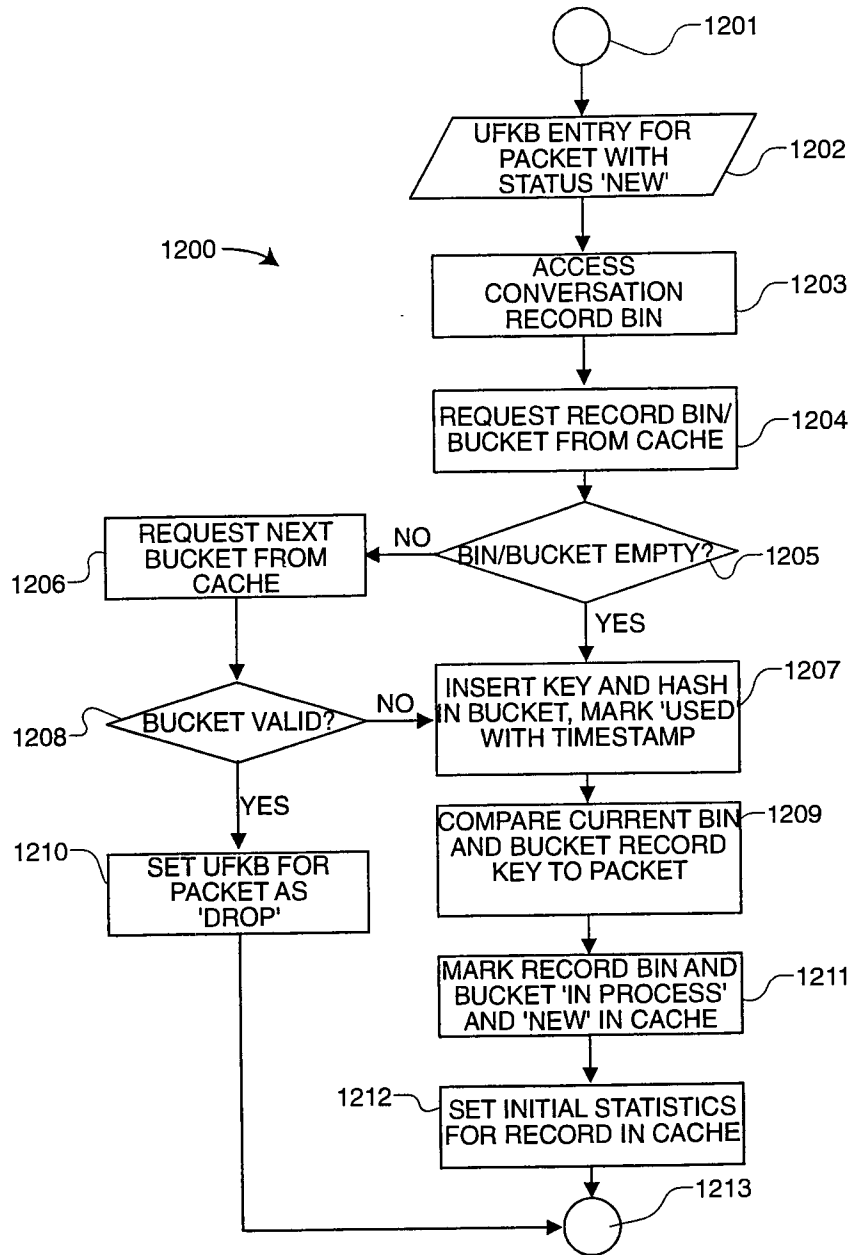 1201
UFKB ENTRY FOR
PACKET WITH
STATUS 'NEW'
1202
1200
ACCESS
CONVERSATION
RECORD BIN
1203
REQUEST RECORD BIN/
BUCKET FROM CACHE
1204
REQUEST NEXT
BUCKET FROM
CACHE
1206
NO
BIN/BUCKET EMPTY?
1205
YES
INSERT KEY AND HASH
IN BUCKET, MARK 'USED'
WITH TIMESTAMP
1207
BUCKET VALID?
1208
NO
YES
COMPARE CURRENT BIN
AND BUCKET RECORD
KEY TO PACKET
1209
1210
SET UFKB FOR
PACKET AS
'DROP'
MARK RECORD BIN AND
BUCKET 'IN PROCESS'
AND 'NEW' IN CACHE
1211
1212
SET INITIAL STATISTICS
FOR RECORD IN CACHE
1213